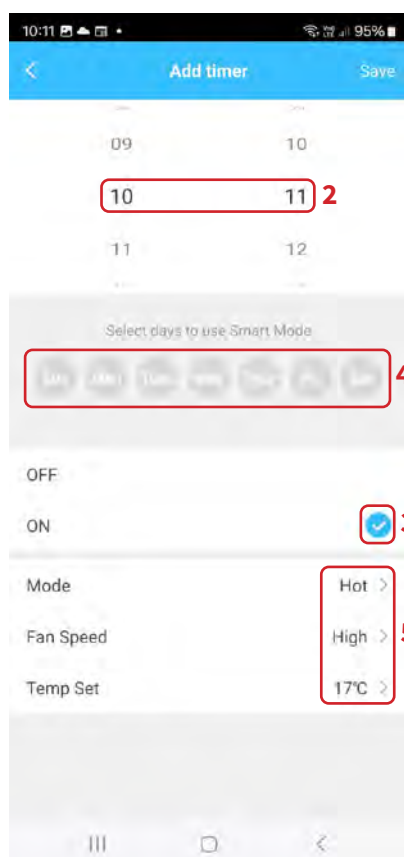 10:11 95%
Add timer Save
09 10
10 11 2
11 12
Select days to use Smart Mode
4
OFF
ON
Mode Hot >
Fan Speed High >
Temp Set 17°C >